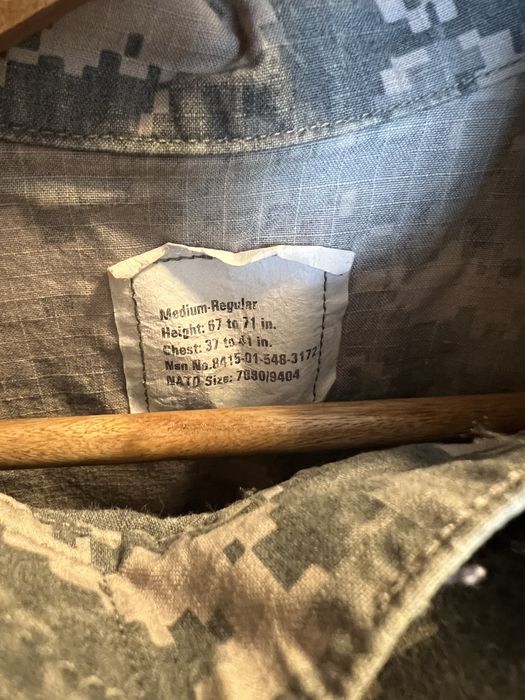 Medium-Regular
Height: 67 to 71 in.
Chest: 37 to 41 in.
Nsn No.8415-01-548-3172
NATO Size: 7080/9404